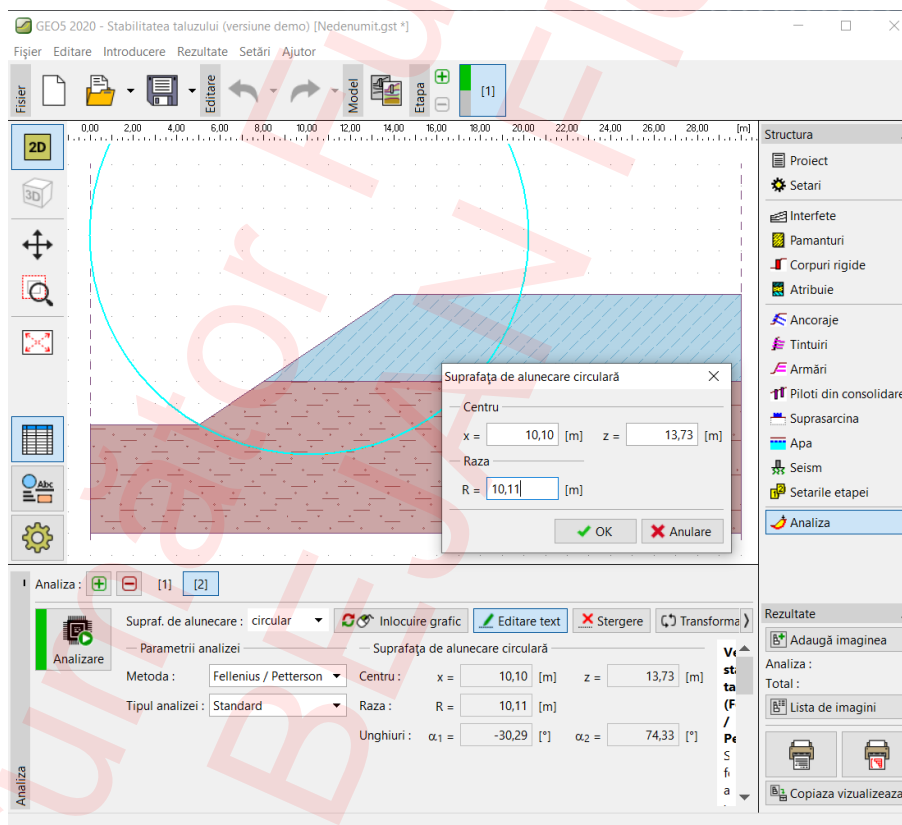 GEO5 2020 - Stabilitatea taluzului (versiune demo) [Nedenumit.gst *]
Fișier Editare Introducere Rezultate Setări Ajutor
Fisier
Editare
Model
Etapa
[1]
2D
3D
0,00 2,00 4,00 6,00 8,00 10,00 12,00 14,00 16,00 18,00 20,00 22,00 24,00 26,00 28,00 [m]
Structura
Proiect
Setari
Interfete
Pamanturi
Corpuri rigide
Atribuie
Ancoraje
Tintuiri
Armări
Piloti din consolidare
Suprasarcina
Apa
Seism
Setarile etapei
Analiza
Suprafața de alunecare circulară
Centru
x = 10,10 [m] z = 13,73 [m]
Raza
R = 10,11 [m]
OK Anulare
Abc
Analiza : [1] [2]
Analizare
Supraf. de alunecare : circular Inlocuire grafic Editare text Stergere Transforma
Parametrii analizei
Metoda : Fellenius / Petterson
Tipul analizei : Standard
Suprafața de alunecare circulară
Centru : x = 10,10 [m] z = 13,73 [m]
Raza : R = 10,11 [m]
Unghiuri : α1 = -30,29 [°] α2 = 74,33 [°]
Ve
sta
ta
(F
/
Pe
S
f
a
Analiza
Rezultate
Adaugă imaginea
Analiza :
Total :
Lista de imagini
Copiaza vizualizeaza
BEJAN